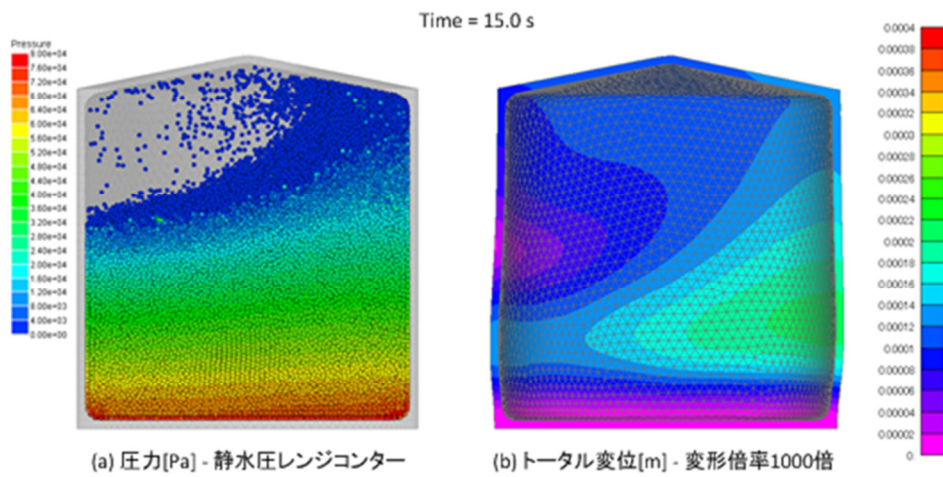 Time = 15.0 s
Pressure
8.00e+04
7.60e+04
7.20e+04
6.80e+04
6.40e+04
6.00e+04
5.60e+04
5.20e+04
4.80e+04
4.40e+04
4.00e+04
3.60e+04
3.20e+04
2.80e+04
2.40e+04
2.00e+04
1.60e+04
1.20e+04
8.00e+03
4.00e+03
0.00e+00
0.0004
0.00038
0.00036
0.00034
0.00032
0.0003
0.00028
0.00026
0.00024
0.00022
0.0002
0.00018
0.00016
0.00014
0.00012
0.0001
0.00008
0.00006
0.00004
0.00002
0
(a) 圧力[Pa] - 静水圧レンジコンター
(b) トータル変位[m] - 変形倍率1000倍